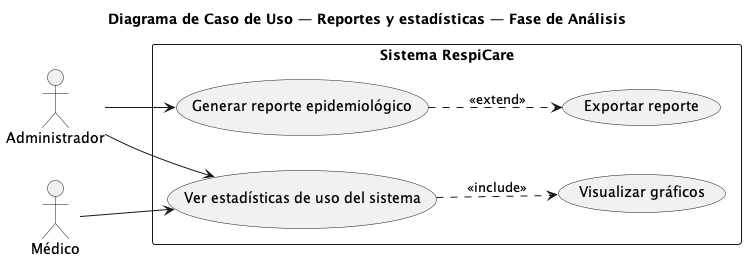 Diagrama de Caso de Uso — Reportes y estadísticas — Fase de Análisis
Sistema RespiCare
Administrador
Generar reporte epidemiológico
«extend»
Exportar reporte
Médico
Ver estadísticas de uso del sistema
«include»
Visualizar gráficos